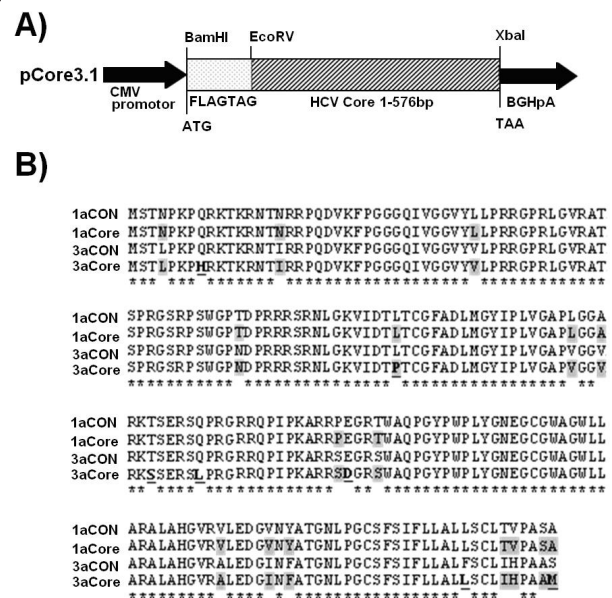 A)
BamHI EcoRV XbaI
pCore3.1
CMV promotor FLAGTAG HCV Core 1-576bp BGHpA
ATG TAA
B)
1aCON MSTNPKPQRKTKRNTNRRPQDVKFPGGGQIVGGVYLLPRRGPRLGVRAT
1aCore MSTNPKPQRKTKRNTNRRPQDVKFPGGGQIVGGVYLLPRRGPRLGVRAT
3aCON MSTLPKPQRKTKRNTIRRPQDVKFPGGGQIVGGVYVLPRRGPRLGVRAT
3aCore MSTLPKPHRKTKRNTIRRPQDVKFPGGGQIVGGVYVLPRRGPRLGVRAT
*** *** ******* ******************* *************
1aCON SPRGSRPSWGPTDPRRRSRNLGKVIDTLTCGFADLMGYIPLVGAPLGGA
1aCore SPRGSRPSWGPTDPRRRSRNLGKVIDTLTCGFADLMGYIPLVGAPLGGA
3aCON SPRGSRPSWGPNDPRRRSRNLGKVIDTLTCGFADLMGYIPLVGAPVGGV
3aCore SPRGSRPSWGPNDPRRRSRNLGKVIDTPTCGFADLMGYIPLVGAPVGGV
*********** *************** ***************** **
1aCON RKTSERSQPRGRRQPIPKARRPEGRTWAQPGYPWPLYGNEGCGWAGWLL
1aCore RKTSERSQPRGRRQPIPKARRPEGRTWAQPGYPWPLYGNEGCGWAGWLL
3aCON RKTSERSQPRGRRQPIPKARRSEGRSWAQPGYPWPLYGNEGCGWAGWLL
3aCore RKSSERSLPRGRRQPIPKARRSDGRSWAQPGYPWPLYGNEGCGWAGWLL
** **** *************  ** ***********************
1aCON ARALAHGVRVLEDGVNYATGNLPGCSFSIFLLALLSCLTVPASA
1aCore ARALAHGVRVLEDGVNYATGNLPGCSFSIFLLALLSCLTVPASA
3aCON ARALAHGVRALEDGINFATGNLPGCSFSIFLLALFSCLIHPAAS
3aCore ARALAHGVRALEDGINFATGNLPGCSFSIFLLALLSCLIHPAAM
********* **** * ***************** ***  **